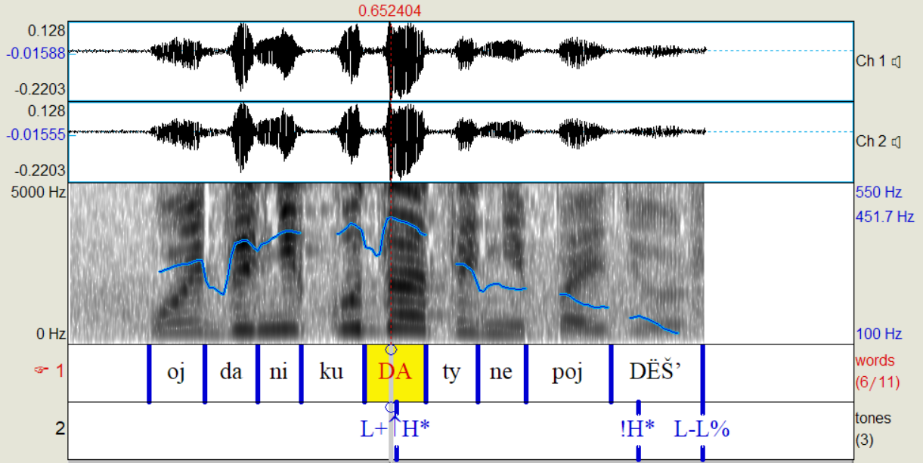 0.652404
0.128
-0.01588
-0.2203
Ch 1
0.128
-0.01555
-0.2203
Ch 2
5000 Hz
0 Hz
550 Hz
451.7 Hz
100 Hz
1 oj da ni ku DA ty ne poj DËŠ’ words
(6/11)
2 L+↑H* !H* L-L% tones
(3)